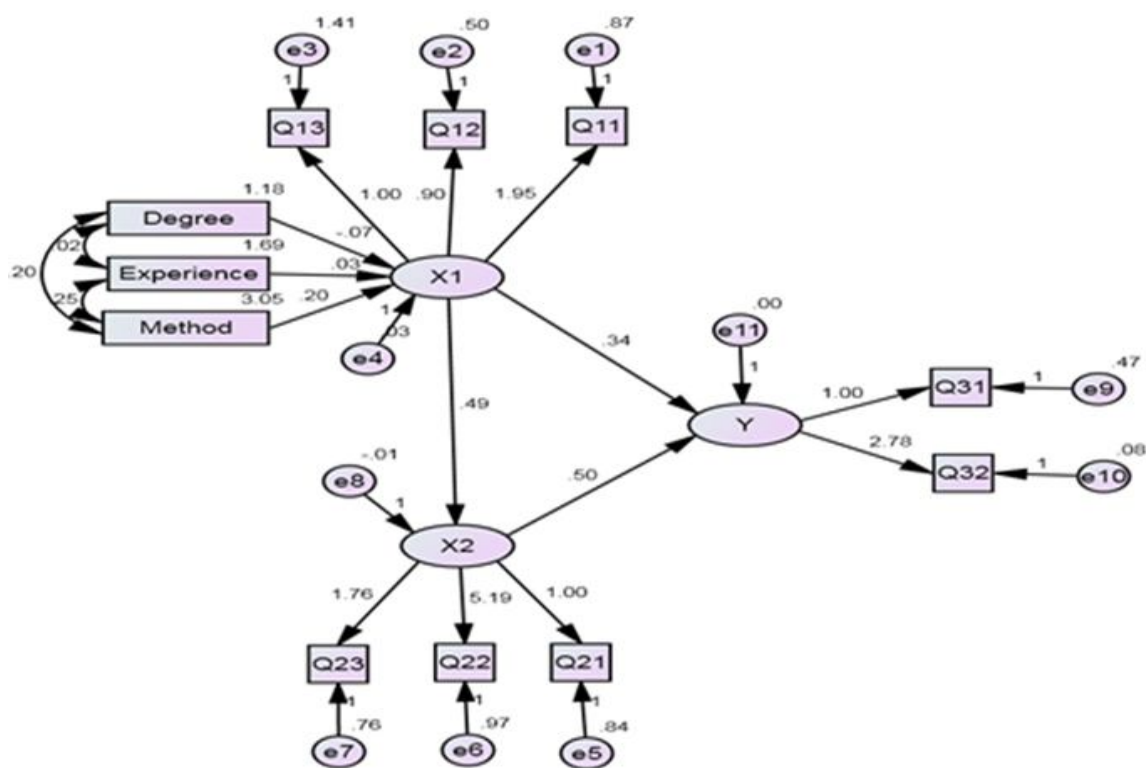 1.41
.50
.87
e3
e2
e1
1
1
1
Q13
Q12
Q11
1.18
1.00
.90
1.95
Degree
-.07
.02
1.69
.20
Experience
.03
X1
.25
3.05
.20
Method
1
.03
e4
.00
e11
.34
1
.47
1.00
Q31
1
e9
.49
Y
2.78
.08
Q32
1
e10
-.01
e8
.50
1
X2
1.76
5.19
1.00
Q23
Q22
Q21
1
1
1
.76
.97
.84
e7
e6
e5